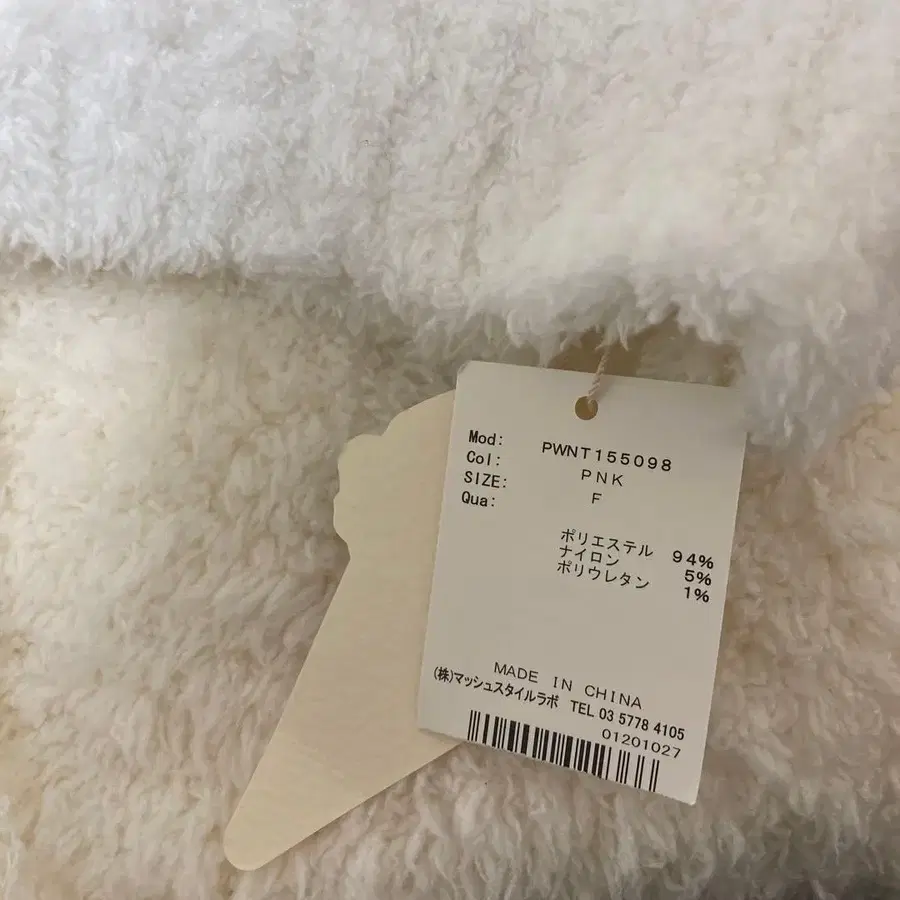 Mod: PWNT155098
Col: PNK
SIZE: F
Qua:
ポリエステル 94%
ナイロン 5%
ポリウレタン 1%
MADE IN CHINA
(株)マッシュスタイルラボ TEL 03 5778 4105
01201027